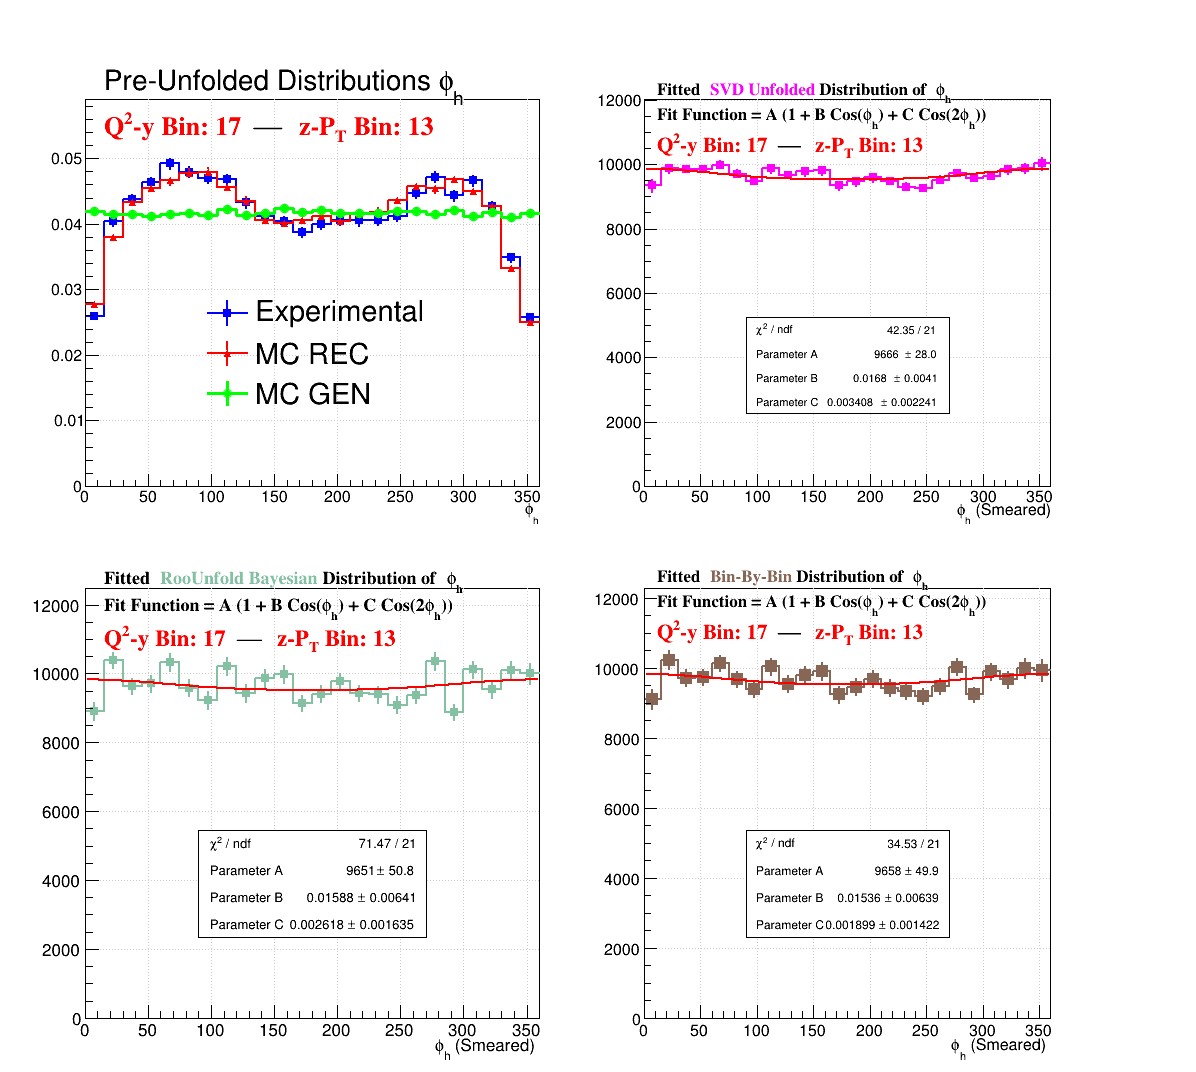 Pre-Unfolded Distributions ϕh
Q²-y Bin: 17 — z-PT Bin: 13
0.05
0.04
0.03
0.02
0.01
0
Experimental
MC REC
MC GEN
0 50 100 150 200 250 300 350
ϕh
Fitted SVD Unfolded Distribution of ϕh
Fit Function = A (1 + B Cos(ϕh) + C Cos(2ϕh))
Q²-y Bin: 17 — z-PT Bin: 13
12000
10000
8000
6000
4000
2000
0
χ² / ndf 42.35 / 21
Parameter A 9666 ± 28.0
Parameter B 0.0168 ± 0.0041
Parameter C 0.003408 ± 0.002241
0 50 100 150 200 250 300 350
ϕh (Smeared)
Fitted RooUnfold Bayesian Distribution of ϕh
Fit Function = A (1 + B Cos(ϕh) + C Cos(2ϕh))
Q²-y Bin: 17 — z-PT Bin: 13
12000
10000
8000
6000
4000
2000
0
χ² / ndf 71.47 / 21
Parameter A 9651 ± 50.8
Parameter B 0.01588 ± 0.00641
Parameter C 0.002618 ± 0.001635
0 50 100 150 200 250 300 350
ϕh (Smeared)
Fitted Bin-By-Bin Distribution of ϕh
Fit Function = A (1 + B Cos(ϕh) + C Cos(2ϕh))
Q²-y Bin: 17 — z-PT Bin: 13
12000
10000
8000
6000
4000
2000
0
χ² / ndf 34.53 / 21
Parameter A 9658 ± 49.9
Parameter B 0.01536 ± 0.00639
Parameter C 0.001899 ± 0.001422
0 50 100 150 200 250 300 350
ϕh (Smeared)